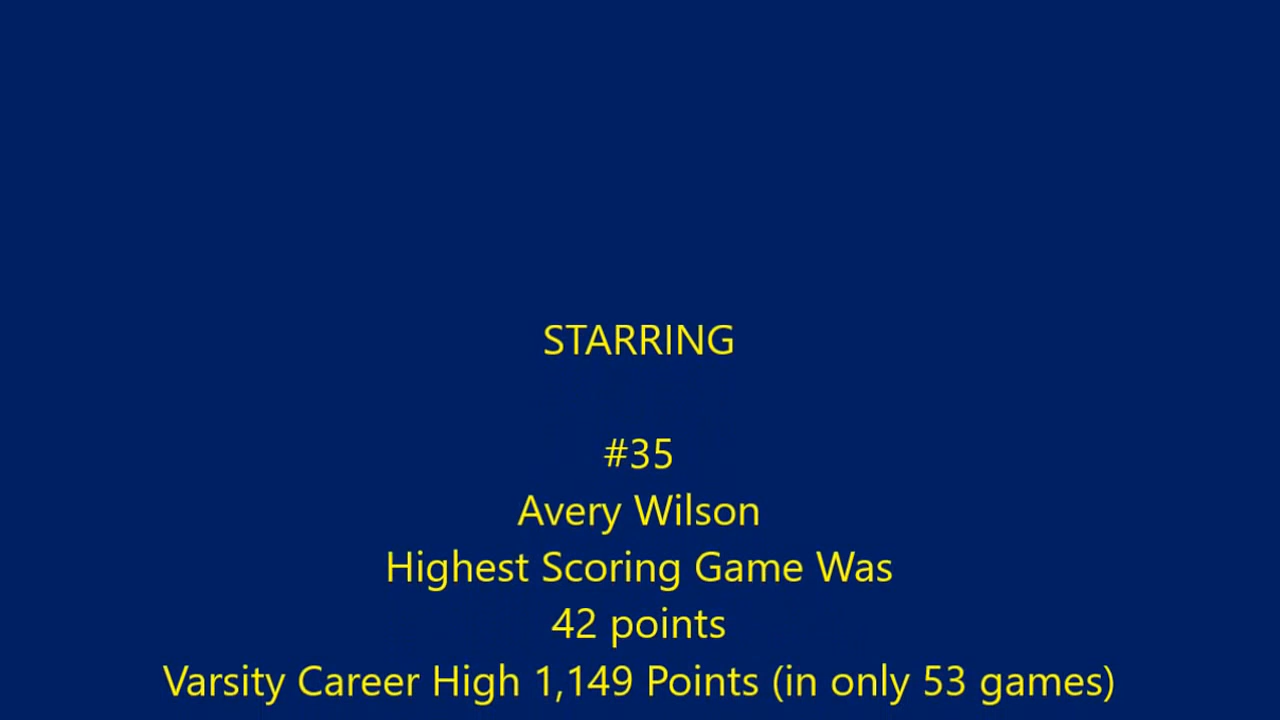 STARRING
#35
Avery Wilson
Highest Scoring Game Was
42 points
Varsity Career High 1,149 Points (in only 53 games)